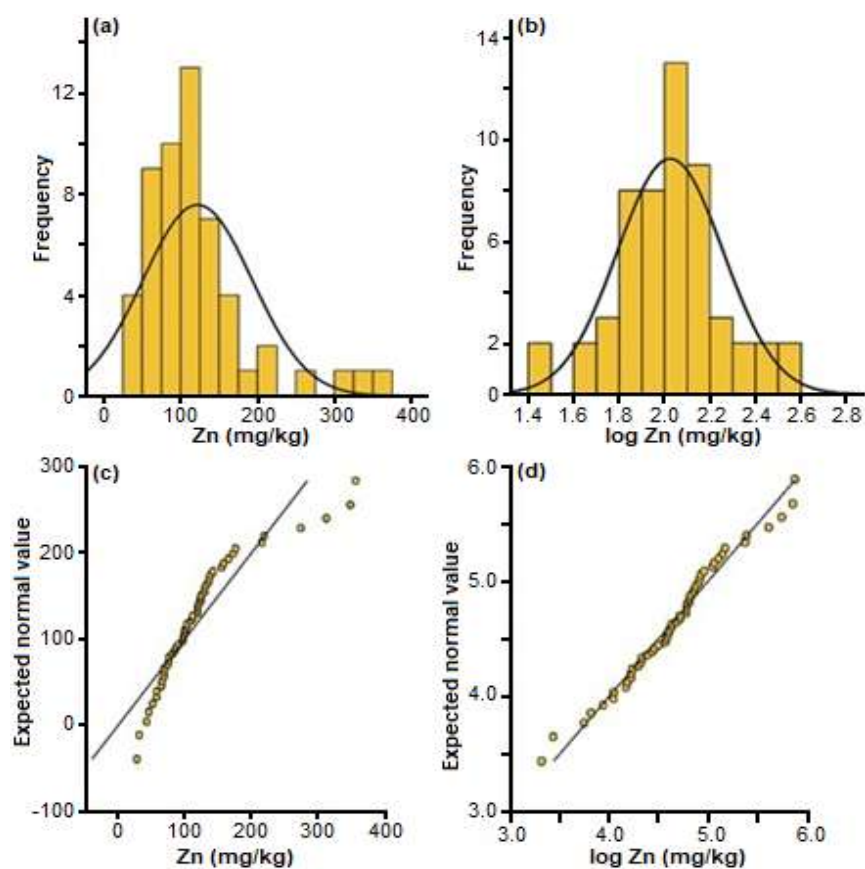 (a)
Frequency
12
8
4
0
0 100 200 300 400
Zn (mg/kg)
(b)
Frequency
14
10
6
2
0
1.4 1.6 1.8 2.0 2.2 2.4 2.6 2.8
log Zn (mg/kg)
(c)
Expected normal value
300
200
100
0
-100
0 100 200 300 400
Zn (mg/kg)
(d)
Expected normal value
6.0
5.0
4.0
3.0
3.0 4.0 5.0 6.0
log Zn (mg/kg)